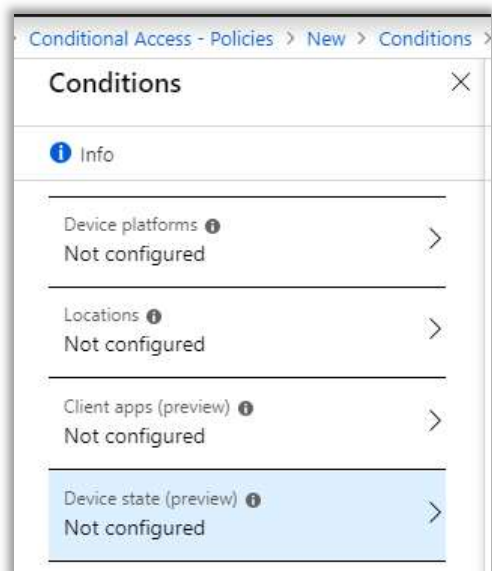 Conditional Access - Policies > New > Conditions >
Conditions
Info
Device platforms
Not configured
Locations
Not configured
Client apps (preview)
Not configured
Device state (preview)
Not configured